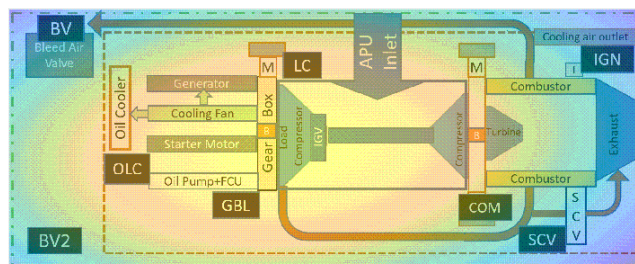 BV
Bleed Air
Valve
BV2
Oil Cooler
OLC
Generator
Cooling Fan
Starter Motor
Oil Pump+FCU
GBL
M
Box
B
Gear
LC
Load
Compressor
IGV
APU
Inlet
M
Compressor
B
COM
Turbine
Combustor
Combustor
Cooling air outlet
IGN
I
Exhaust
S
C
V
SCV